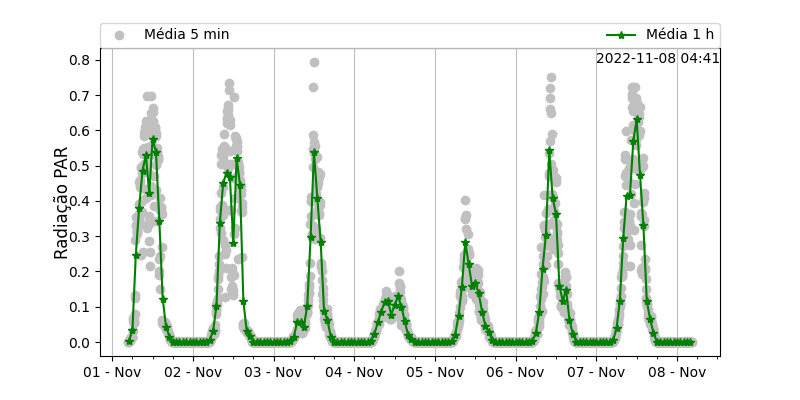 Média 5 min
Média 1 h
2022-11-08 04:41
Radiação PAR
0.8
0.7
0.6
0.5
0.4
0.3
0.2
0.1
0.0
01 - Nov
02 - Nov
03 - Nov
04 - Nov
05 - Nov
06 - Nov
07 - Nov
08 - Nov